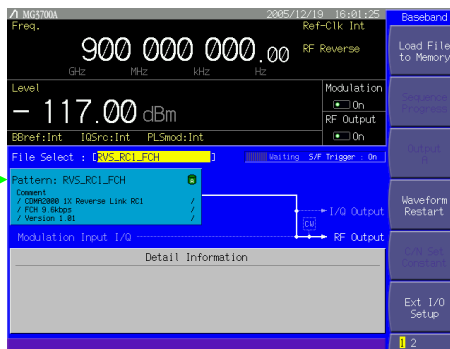 MG3700A 2005/12/19 16:01:25
Freq. Ref-Clk Int
900 000 000.00 RF Reverse
GHz MHz kHz Hz
Level Modulation
- 117.00 dBm On
RF Output
BBref:Int IQSrc:Int PLSmod:Int On
File Select : [RVS_RC1_FCH ] Waiting S/F Trigger : On
Pattern: RVS_RC1_FCH
Comment
/ CDMA2000 1X Reverse Link RC1 /
/ FCH 9.6kbps /
/ Version 1.01 /
I/Q Output
CW
Modulation Input I/Q RF Output
Detail Information
Baseband
Load File
to Memory
Sequence
Progress
Output
A
Waveform
Restart
C/N Set
Constant
Ext I/O
Setup
1 2